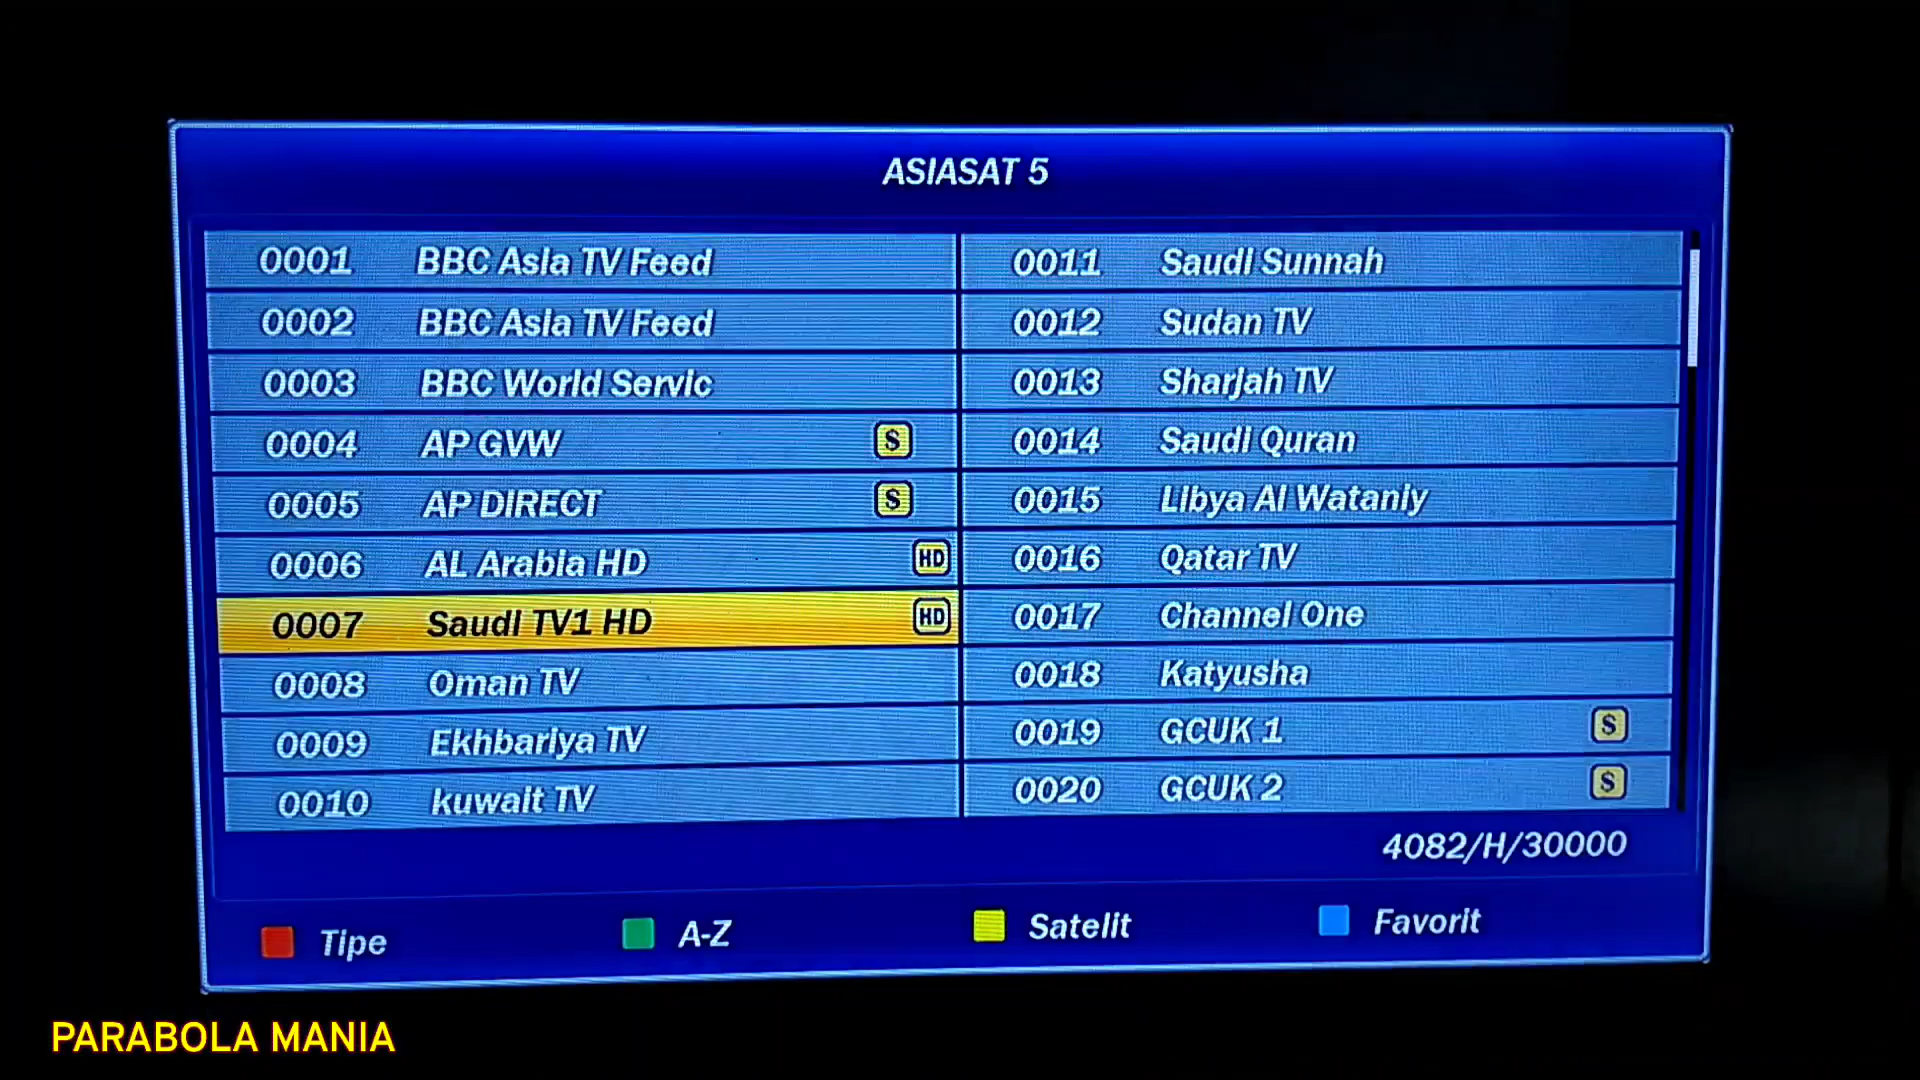 ASIASAT 5
0001 BBC Asia TV Feed
0002 BBC Asia TV Feed
0003 BBC World Servic
0004 AP GVW S
0005 AP DIRECT S
0006 AL Arabia HD HD
0007 Saudi TV1 HD HD
0008 Oman TV
0009 Ekhbariya TV
0010 kuwait TV
0011 Saudi Sunnah
0012 Sudan TV
0013 Sharjah TV
0014 Saudi Quran
0015 Libya Al Wataniy
0016 Qatar TV
0017 Channel One
0018 Katyusha
0019 GCUK 1 S
0020 GCUK 2 S
4082/H/30000
Tipe A-Z Satelit Favorit
PARABOLA MANIA